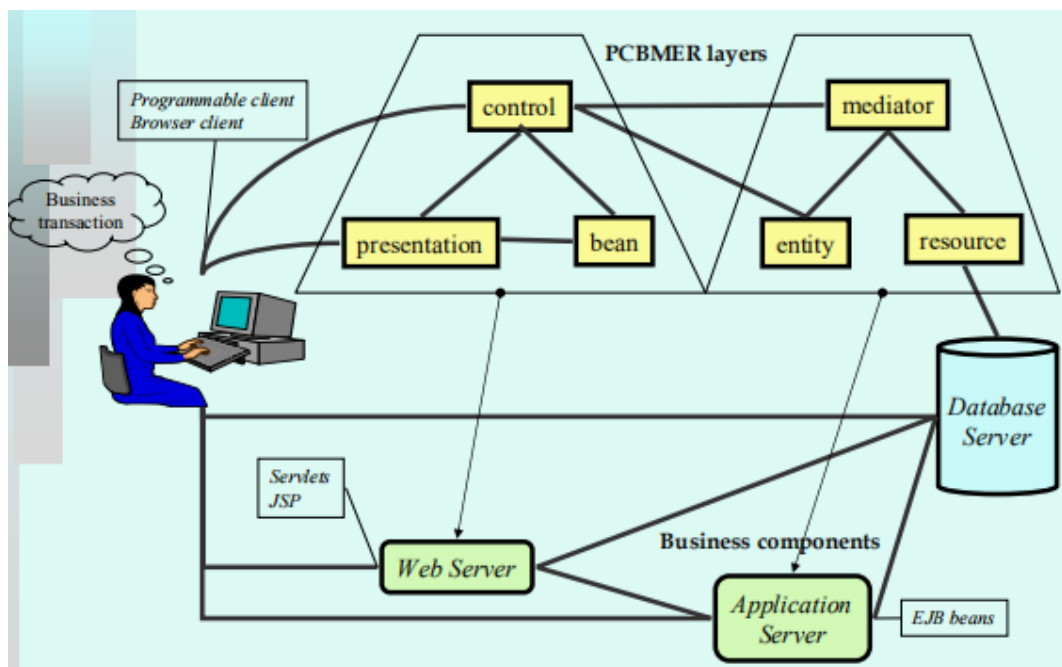 PCBMER layers
Programmable client
Browser client
control
mediator
Business
transaction
presentation
bean
entity
resource
Database
Server
Servlets
JSP
Business components
Web Server
Application
Server
EJB beans